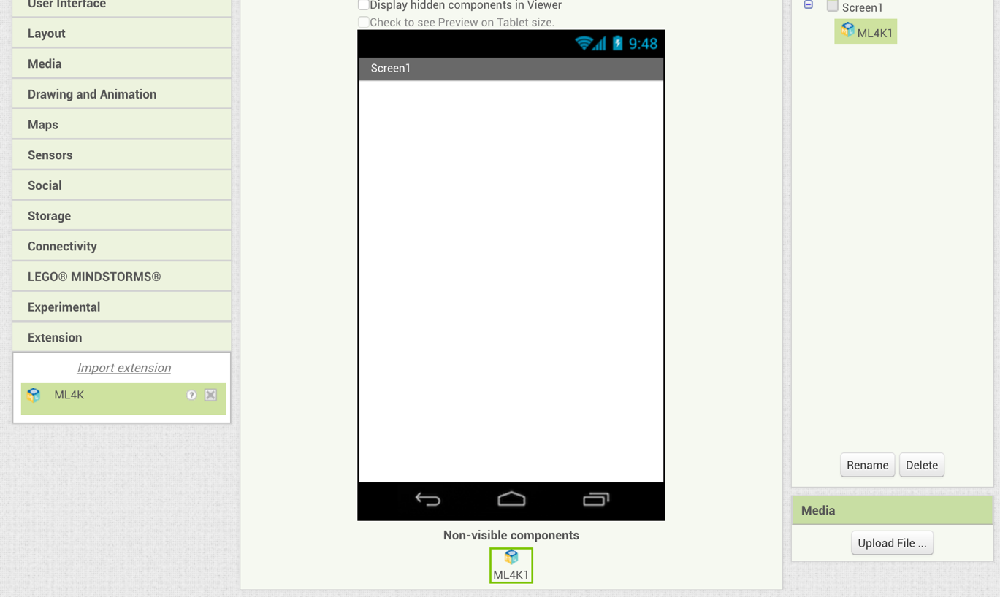 User Interface
Layout
Media
Drawing and Animation
Maps
Sensors
Social
Storage
Connectivity
LEGO® MINDSTORMS®
Experimental
Extension
Import extension
ML4K
?
Display hidden components in Viewer
Check to see Preview on Tablet size.
9:48
Screen1
Non-visible components
ML4K1
Screen1
ML4K1
Rename
Delete
Media
Upload File ...